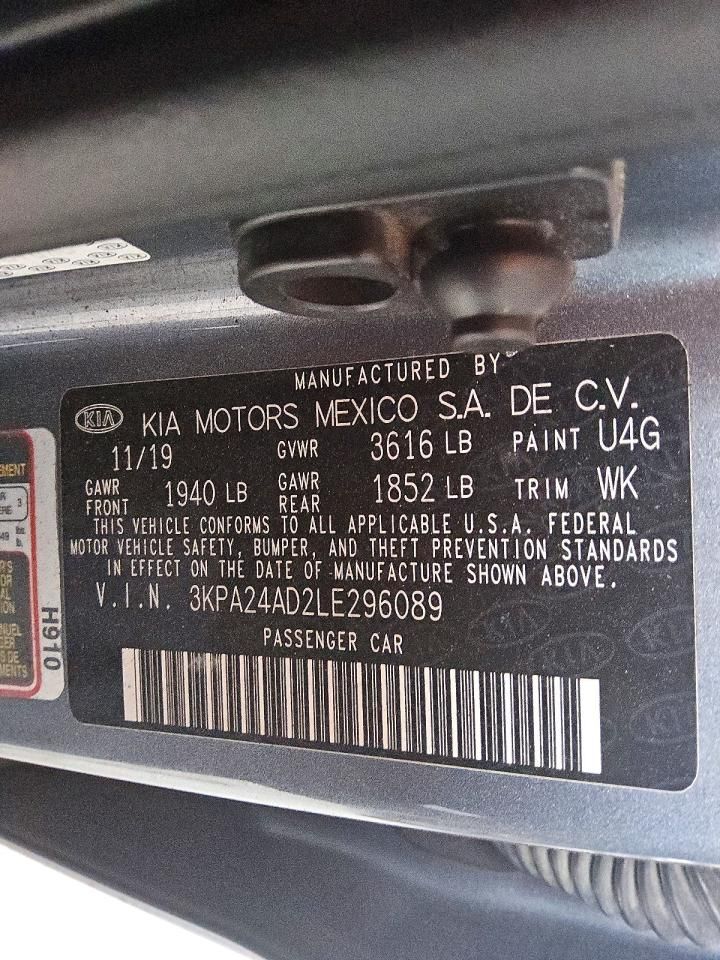 MANUFACTURED BY
KIA KIA MOTORS MEXICO S.A. DE C.V.
11/19 GVWR 3616 LB PAINT U4G
GAWR FRONT 1940 LB GAWR REAR 1852 LB TRIM WK
THIS VEHICLE CONFORMS TO ALL APPLICABLE U.S.A. FEDERAL
MOTOR VEHICLE SAFETY, BUMPER, AND THEFT PREVENTION STANDARDS
IN EFFECT ON THE DATE OF MANUFACTURE SHOWN ABOVE.
V.I.N. 3KPA24AD2LE296089
PASSENGER CAR
H910